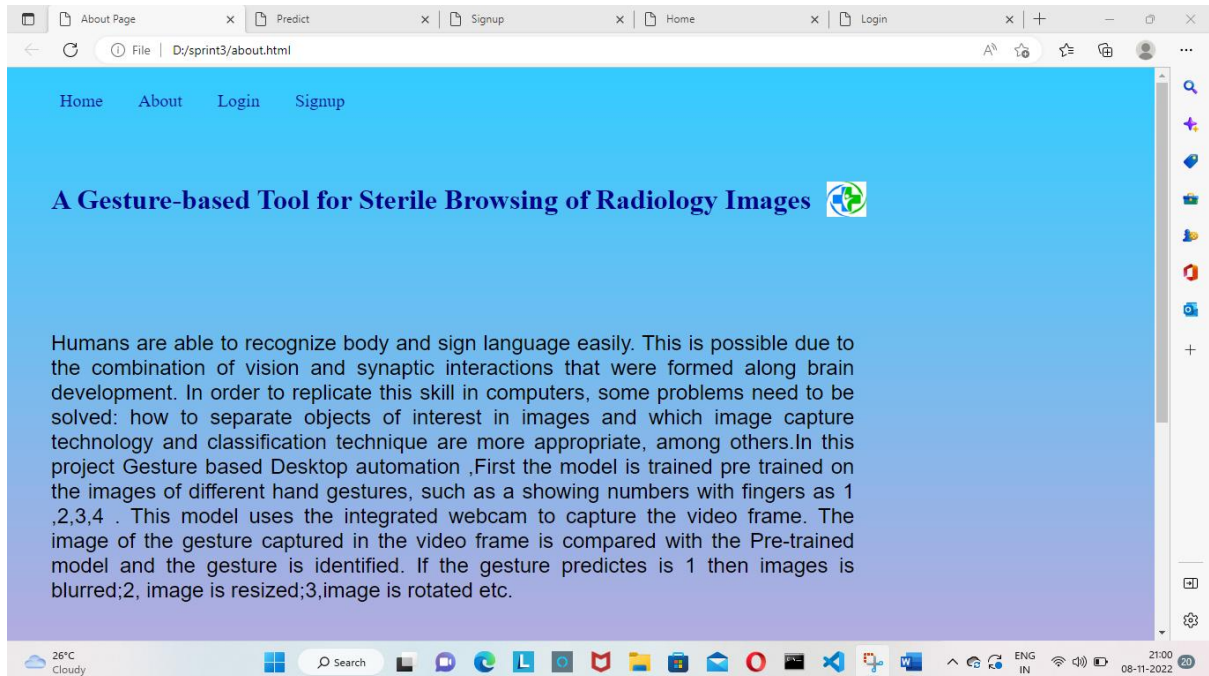 About Page
Predict
Signup
Home
Login
File
D:/sprint3/about.html
Home About Login Signup
A Gesture-based Tool for Sterile Browsing of Radiology Images
Humans are able to recognize body and sign language easily. This is possible due to
the combination of vision and synaptic interactions that were formed along brain
development. In order to replicate this skill in computers, some problems need to be
solved: how to separate objects of interest in images and which image capture
technology and classification technique are more appropriate, among others.In this
project Gesture based Desktop automation ,First the model is trained pre trained on
the images of different hand gestures, such as a showing numbers with fingers as 1
,2,3,4 . This model uses the integrated webcam to capture the video frame. The
image of the gesture captured in the video frame is compared with the Pre-trained
model and the gesture is identified. If the gesture predictes is 1 then images is
blurred;2, image is resized;3,image is rotated etc.
26°C
Cloudy
Search
ENG
IN
21:00
08-11-2022
20